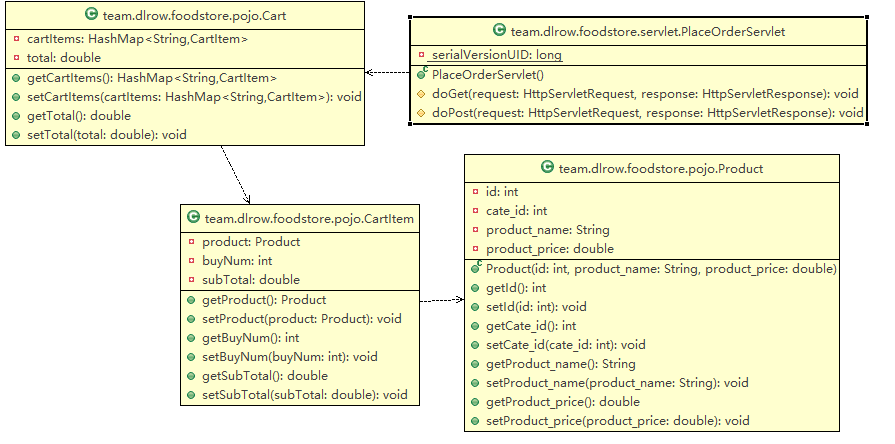 team.dlrow.foodstore.pojo.Cart
cartItems: HashMap<String,CartItem>
total: double
getCartItems(): HashMap<String,CartItem>
setCartItems(cartItems: HashMap<String,CartItem>): void
getTotal(): double
setTotal(total: double): void
team.dlrow.foodstore.servlet.PlaceOrderServlet
serialVersionUID: long
PlaceOrderServlet()
doGet(request: HttpServletRequest, response: HttpServletResponse): void
doPost(request: HttpServletRequest, response: HttpServletResponse): void
team.dlrow.foodstore.pojo.CartItem
product: Product
buyNum: int
subTotal: double
getProduct(): Product
setProduct(product: Product): void
getBuyNum(): int
setBuyNum(buyNum: int): void
getSubTotal(): double
setSubTotal(subTotal: double): void
team.dlrow.foodstore.pojo.Product
id: int
cate_id: int
product_name: String
product_price: double
Product(id: int, product_name: String, product_price: double)
getId(): int
setId(id: int): void
getCate_id(): int
setCate_id(cate_id: int): void
getProduct_name(): String
setProduct_name(product_name: String): void
getProduct_price(): double
setProduct_price(product_price: double): void